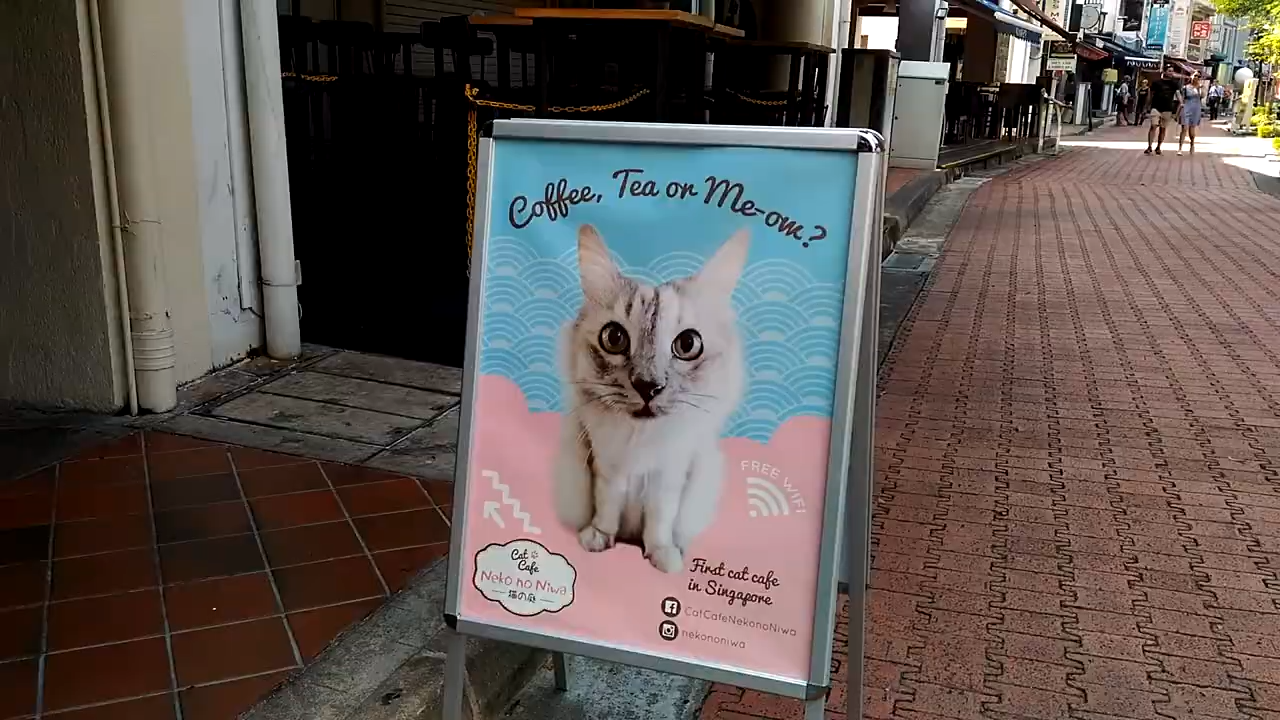 Coffee, Tea or Me-ow?
FREE WIFI
Cat
Cafe
Neko no Niwa
猫の庭
First cat cafe
in Singapore
CatCafeNekonoNiwa
nekononiwa